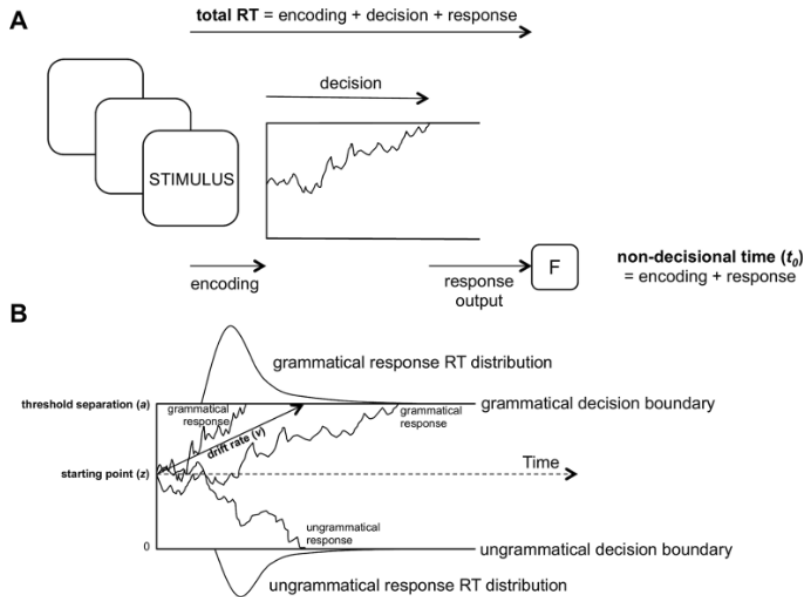 A
total RT = encoding + decision + response
decision
STIMULUS
encoding
response
output
F
non-decisional time (t0)
= encoding + response
B
grammatical response RT distribution
threshold separation (a)
grammatical
response
grammatical
response
grammatical decision boundary
drift rate (v)
starting point (z)
Time
ungrammatical
response
0
ungrammatical decision boundary
ungrammatical response RT distribution